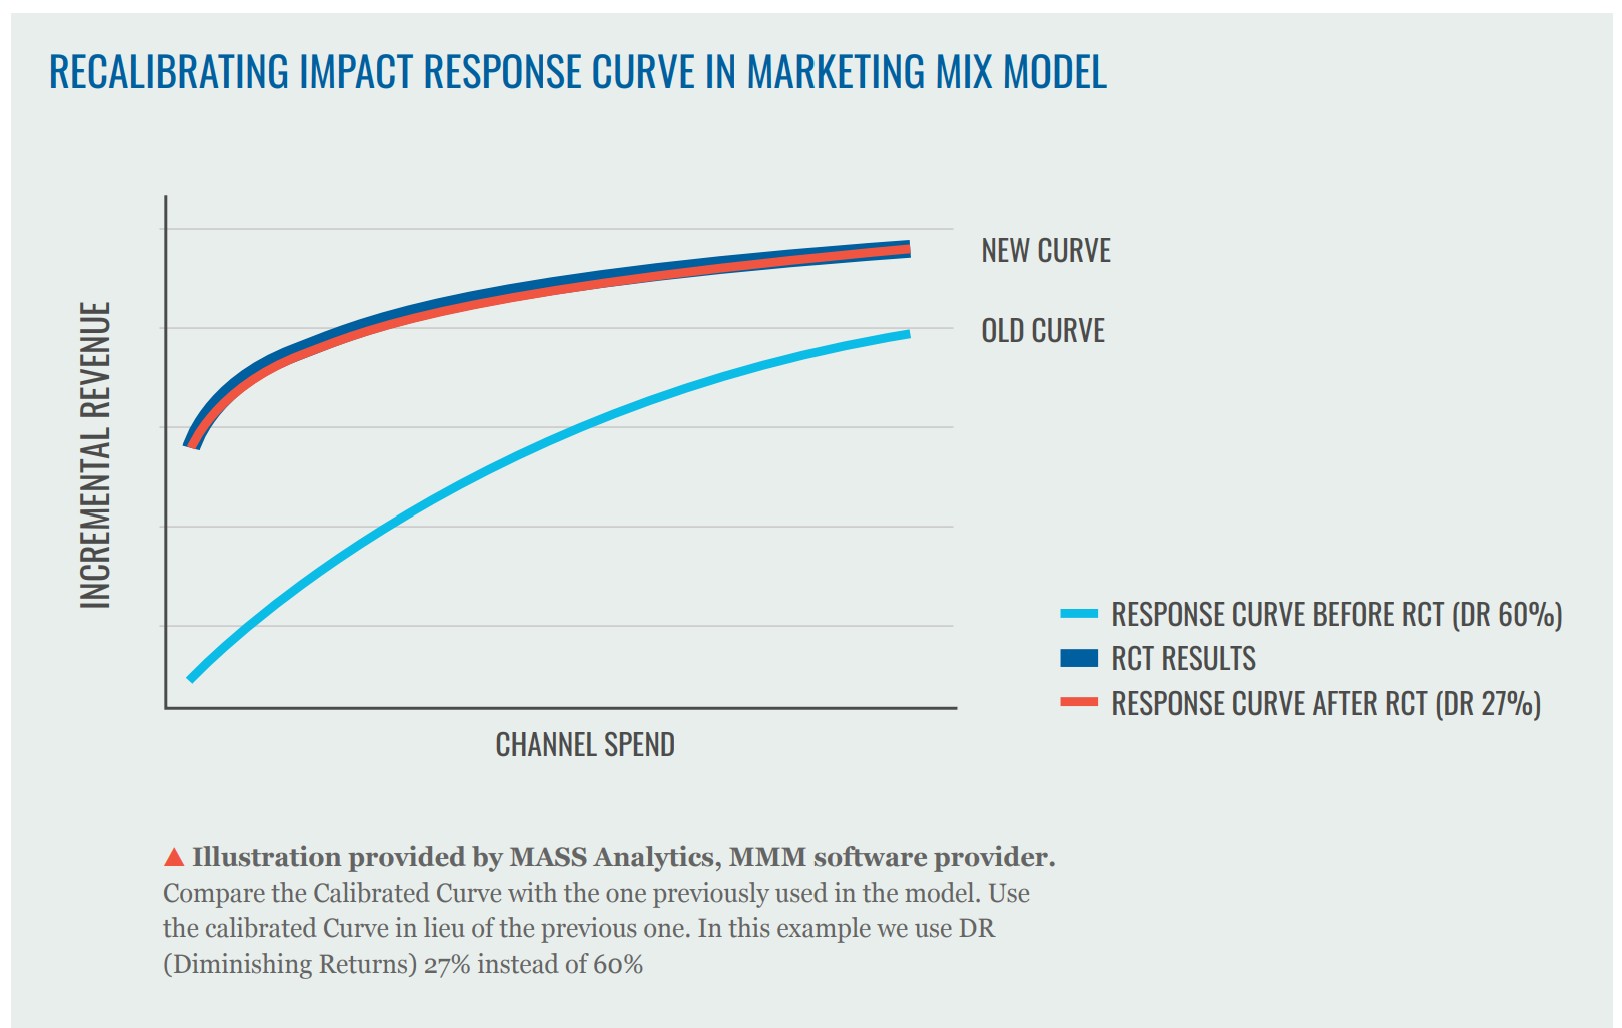 RECALIBRATING IMPACT RESPONSE CURVE IN MARKETING MIX MODEL
INCREMENTAL REVENUE
NEW CURVE
OLD CURVE
RESPONSE CURVE BEFORE RCT (DR 60%)
RCT RESULTS
RESPONSE CURVE AFTER RCT (DR 27%)
CHANNEL SPEND
Illustration provided by MASS Analytics, MMM software provider.
Compare the Calibrated Curve with the one previously used in the model. Use
the calibrated Curve in lieu of the previous one. In this example we use DR
(Diminishing Returns) 27% instead of 60%